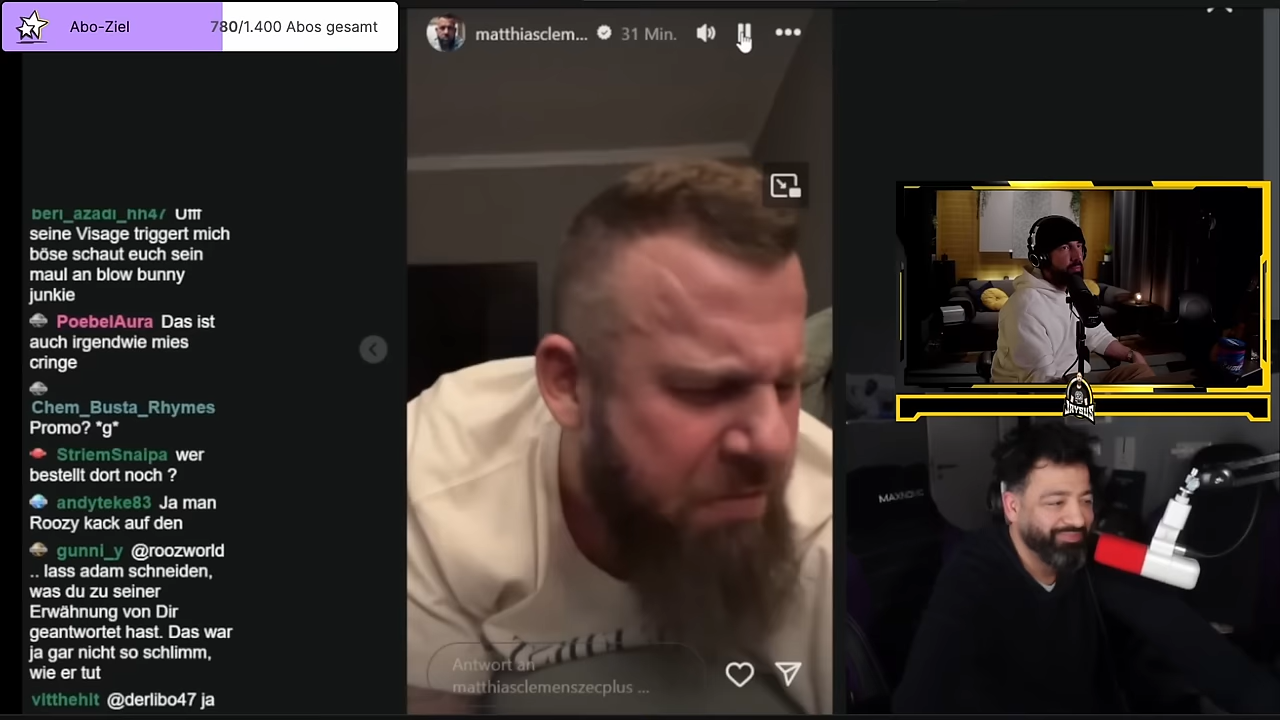 Abo-Ziel
780/1.400 Abos gesamt
matthiasclem... 31 Min.
beri_azadi_hh47 Ufff
seine Visage triggert mich
böse schaut euch sein
maul an blow bunny
junkie
PoebelAura Das ist
auch irgendwie mies
cringe
Chem_Busta_Rhymes
Promo? *g*
StriemSnaipa wer
bestellt dort noch ?
andyteke83 Ja man
Roozy kack auf den
gunni_y @roozworld
.. lass adam schneiden,
was du zu seiner
Erwähnung von Dir
geantwortet hast. Das war
ja gar nicht so schlimm,
wie er tut
vltthehlt @derlibo47 ja
Antwort an
matthiasclemenszecplus ...
JAYSUS